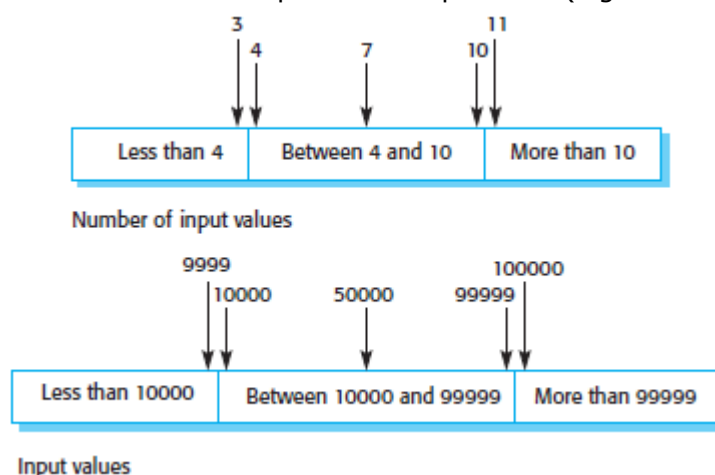 3 11
4 7 10
Less than 4 Between 4 and 10 More than 10
Number of input values
9999 100000
10000 50000 99999
Less than 10000 Between 10000 and 99999 More than 99999
Input values